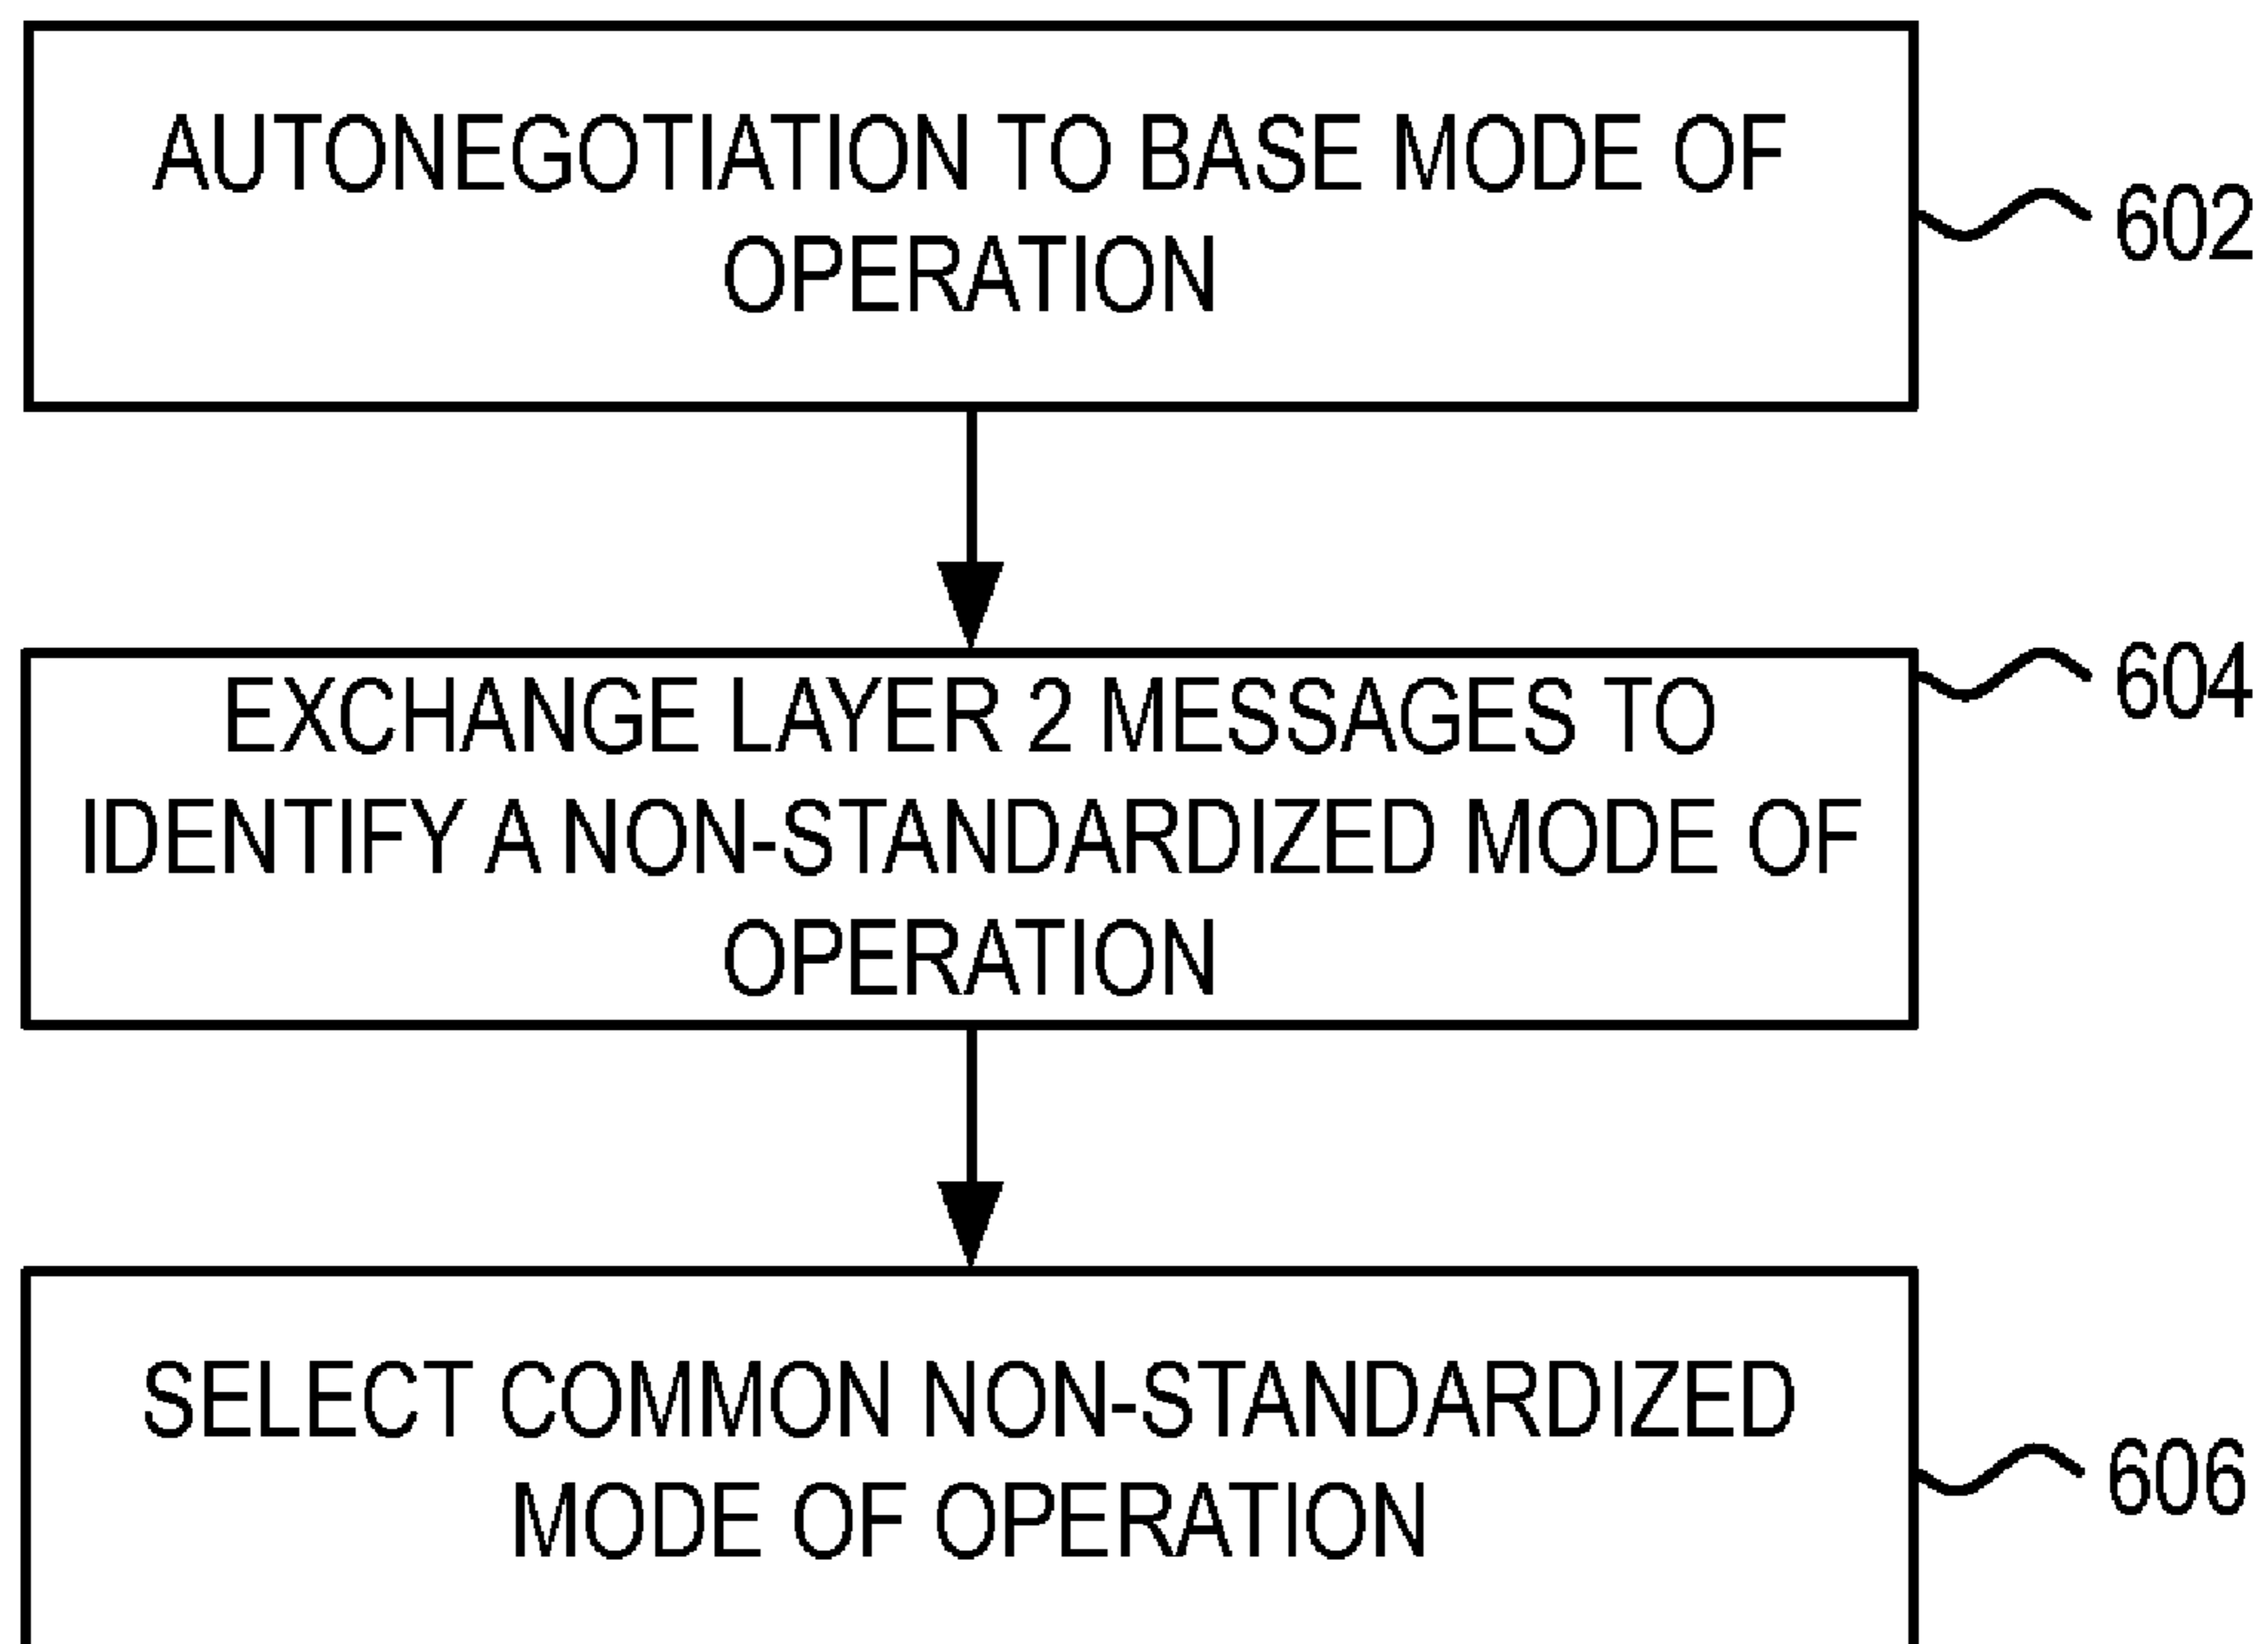 AUTONEGOTIATION TO BASE MODE OF
OPERATION
602
EXCHANGE LAYER 2 MESSAGES TO
IDENTIFY A NON-STANDARDIZED MODE OF
OPERATION
604
SELECT COMMON NON-STANDARDIZED
MODE OF OPERATION
606